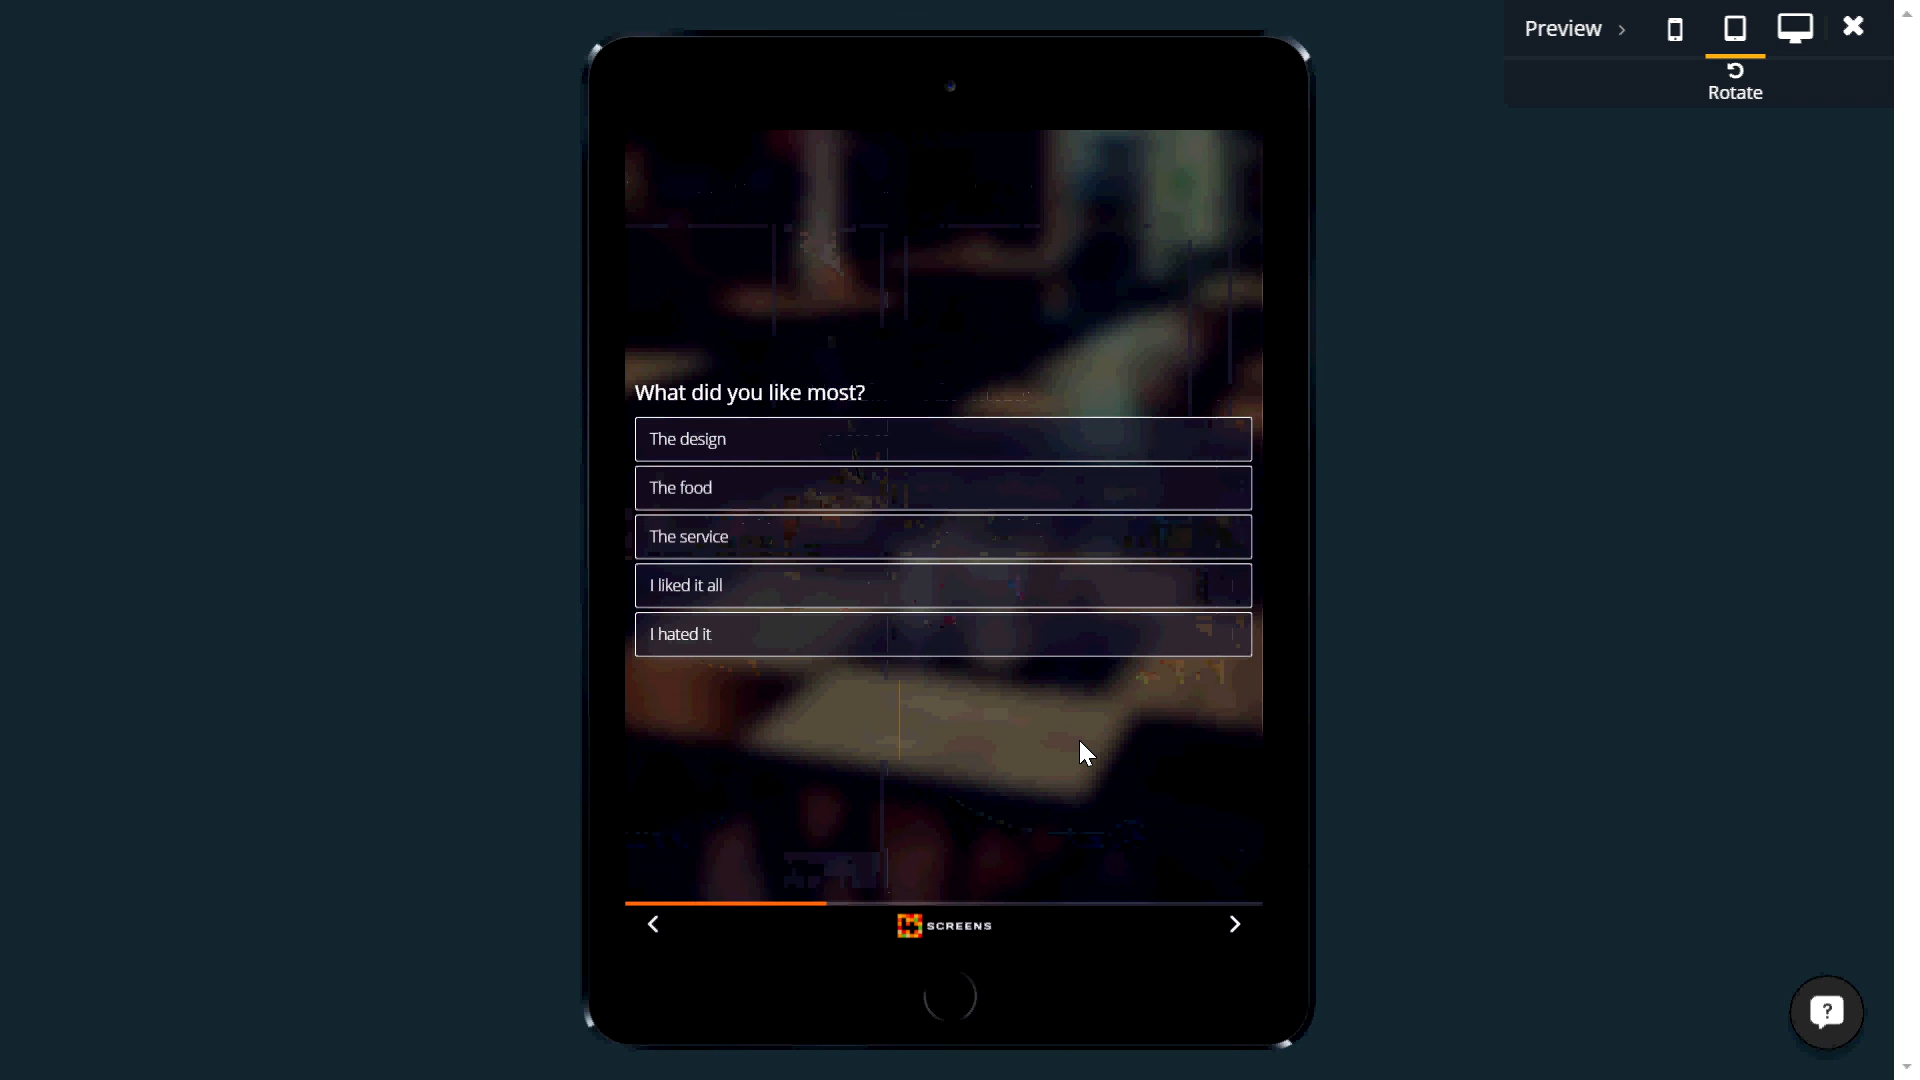 Preview
Rotate
What did you like most?
The design
The food
The service
I liked it all
I hated it
SCREENS
?